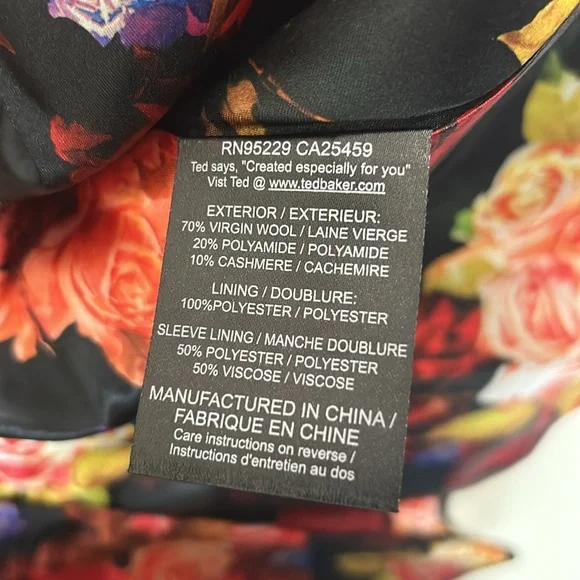 RN95229 CA25459
Ted says, "Created especially for you"
Vist Ted @ www.tedbaker.com
EXTERIOR / EXTERIEUR:
70% VIRGIN WOOL / LAINE VIERGE
20% POLYAMIDE / POLYAMIDE
10% CASHMERE / CACHEMIRE
LINING / DOUBLURE:
100%POLYESTER / POLYESTER
SLEEVE LINING / MANCHE DOUBLURE
50% POLYESTER / POLYESTER
50% VISCOSE / VISCOSE
MANUFACTURED IN CHINA /
FABRIQUE EN CHINE
Care instructions on reverse /
Instructions d'entretien au dos